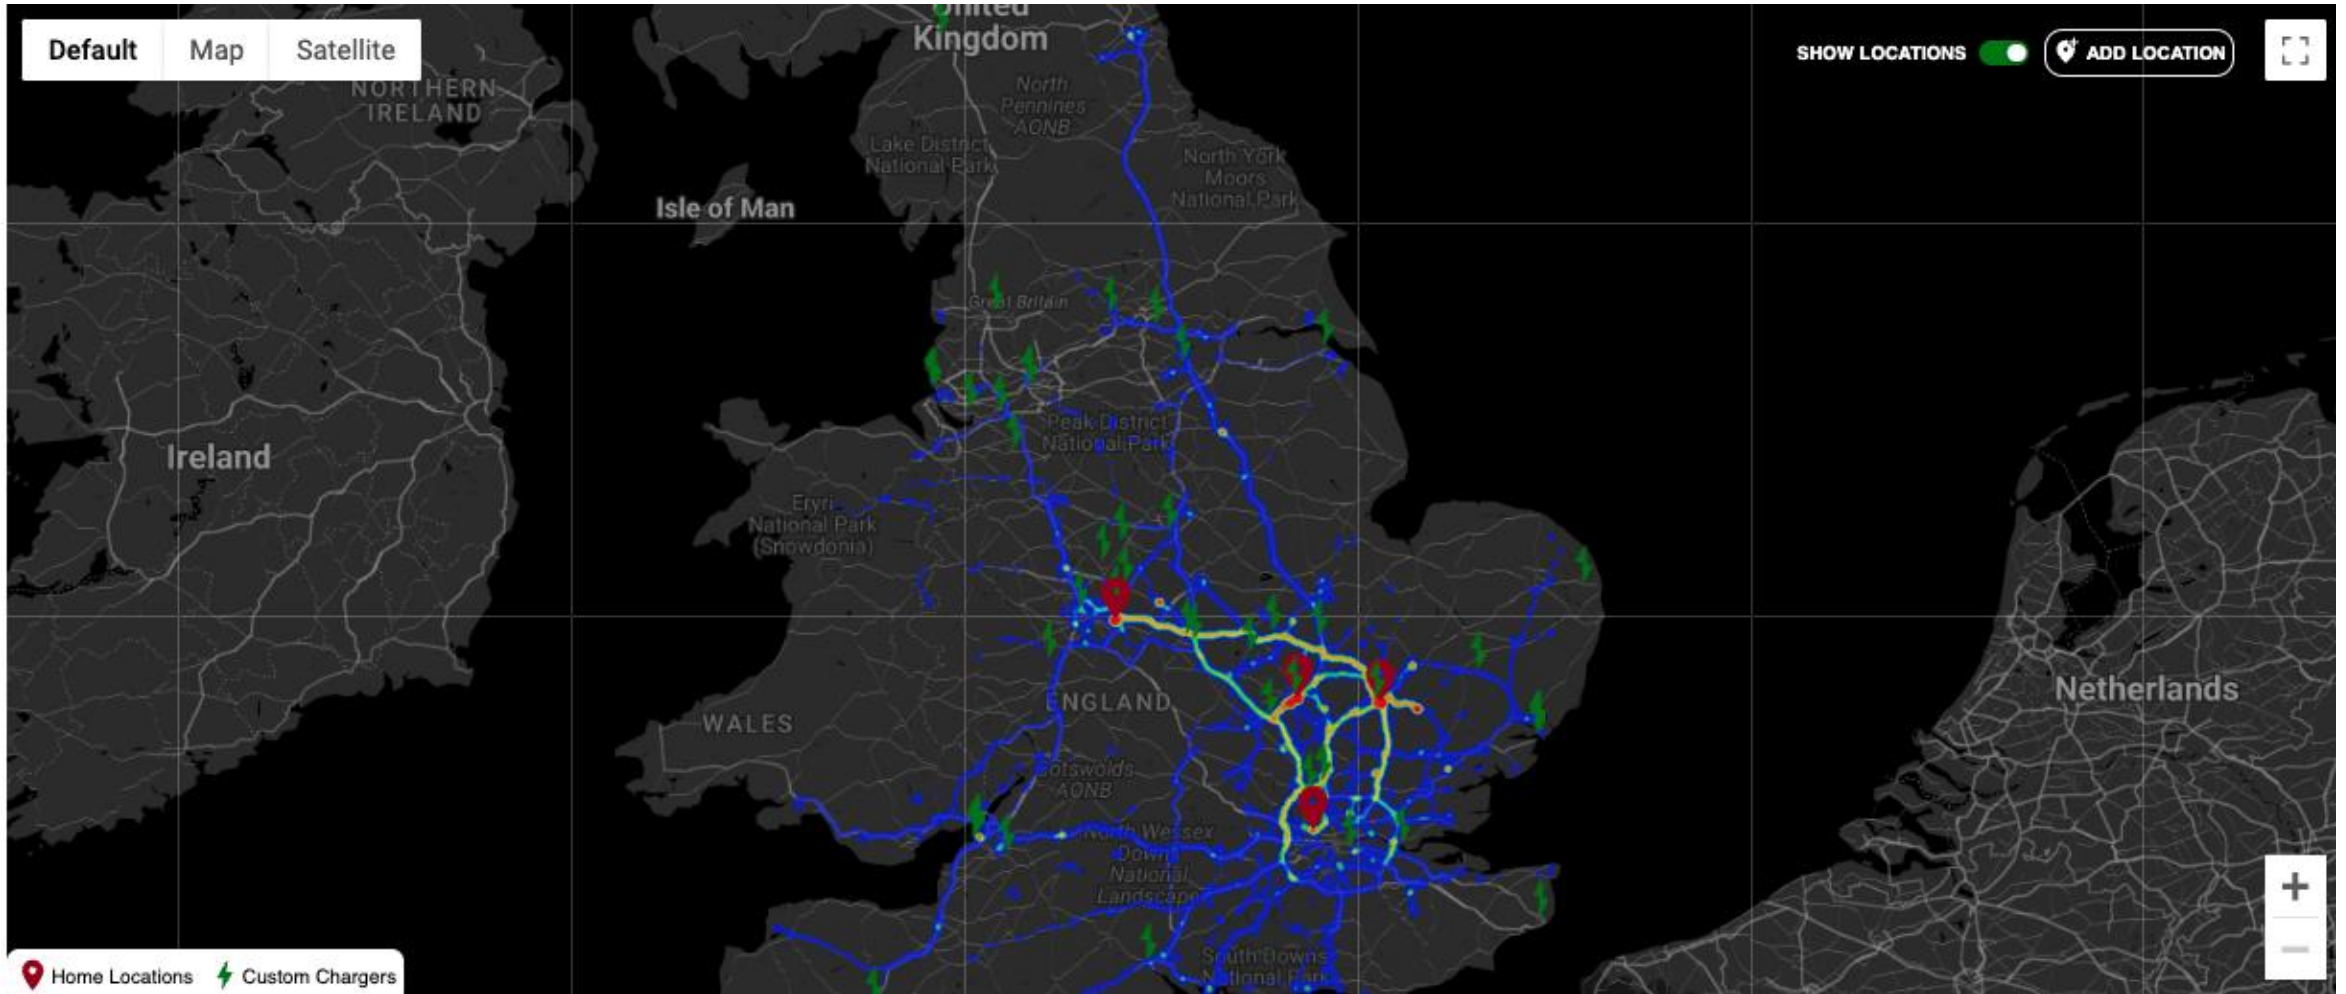 United
Kingdom
Default
Map
Satellite
SHOW LOCATIONS
ADD LOCATION
NORTHERN
IRELAND
North
Pennines
AONB
Lake District
National Park
North York
Moors
National Park
Isle of Man
Great Britain
Peak District
National Park
Ireland
Eryri
National Park
(Snowdonia)
ENGLAND
WALES
Netherlands
Cotswolds
AONB
North Wessex
Downs
National
Landscape
South Downs
National Park
Home Locations
Custom Chargers